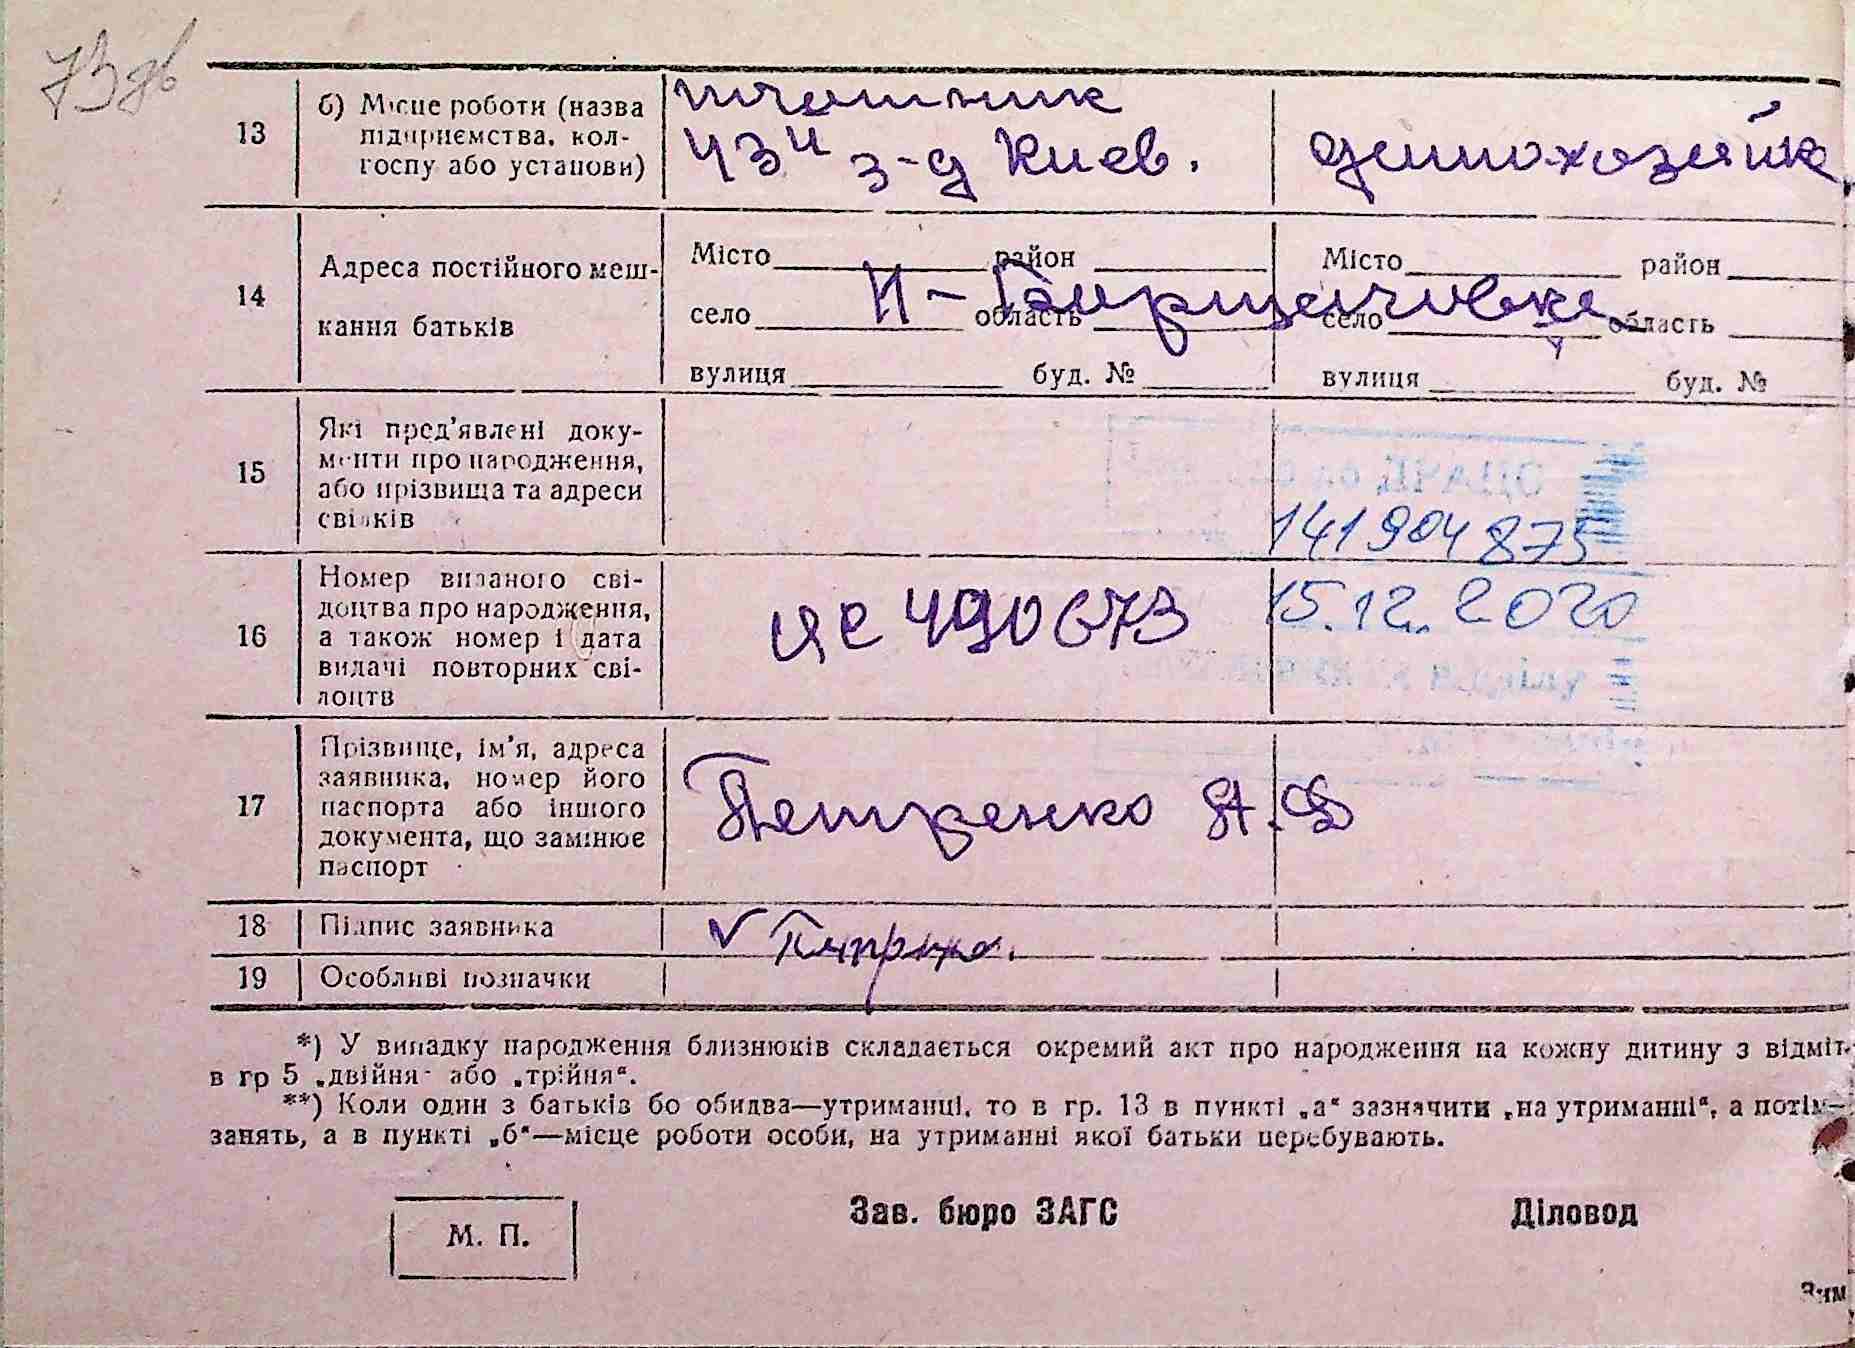 13
б) Місце роботи (назва
підприємства, кол-
госпу або установи)
43й з-д Киев.
домохозяйка
14
Адреса постійного меш-
кання батьків
Місто район
село область
вулиця буд. №
Місто район
село область
вулиця буд. №
15
Які пред'явлені доку-
менти про народження,
або прізвища та адреси
свідків
141904875
16
Номер виданого сві-
доцтва про народження,
а також номер і дата
видачі повторних сві-
доцтв
ЯС 490673
15.12.2020
17
Прізвище, ім'я, адреса
заявника, номер його
паспорта або іншого
документа, що замінює
паспорт
Петренко Я.Ф
18
Підпис заявника
19
Особливі позначки
*) У випадку народження близнюків складається окремий акт про народження на кожну дитину з відміт.
в гр 5 „двійня" або „трійня".
**) Коли один з батьків бо обидва—утриманці, то в гр. 13 в пункті „а" зазначити „на утриманні", а потім—
занять, а в пункті „б"—місце роботи особи, на утриманні якої батьки перебувають.
М. П.
Зав. бюро ЗАГС
Діловод